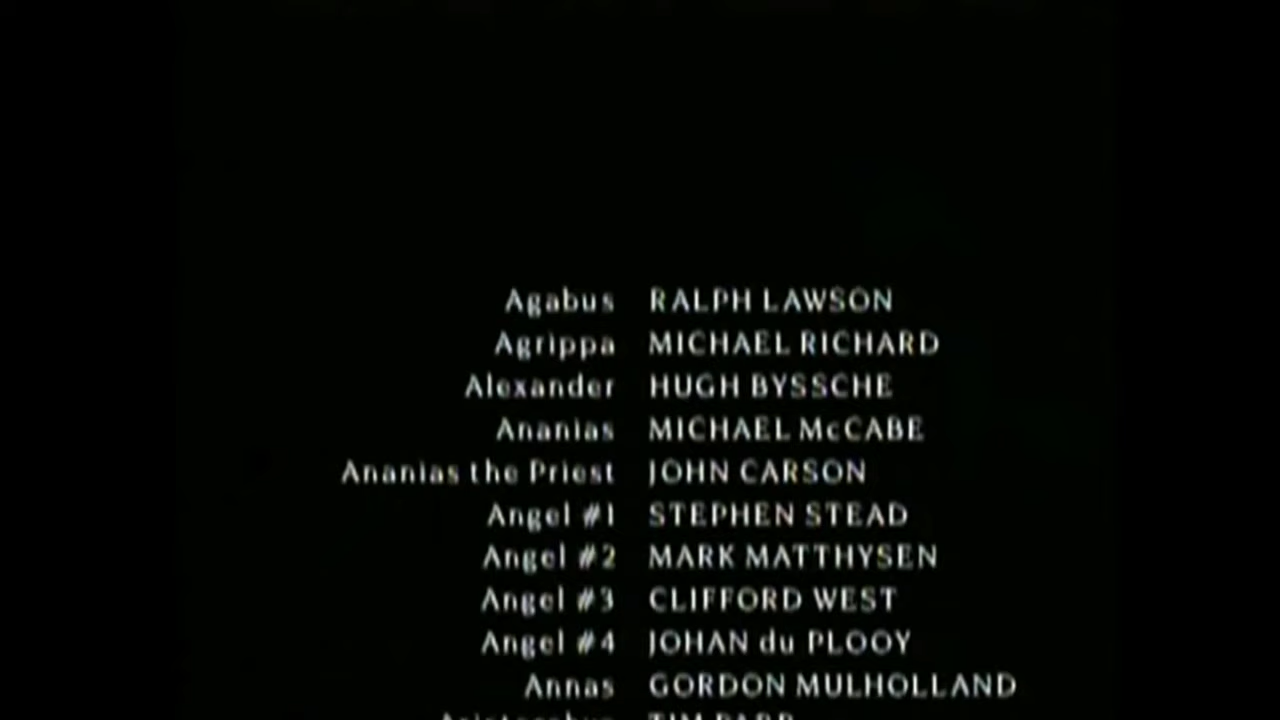 Agabus RALPH LAWSON
Agrippa MICHAEL RICHARD
Alexander HUGH BYSSCHE
Ananias MICHAEL McCABE
Ananias the Priest JOHN CARSON
Angel #1 STEPHEN STEAD
Angel #2 MARK MATTHYSEN
Angel #3 CLIFFORD WEST
Angel #4 JOHAN du PLOOY
Annas GORDON MULHOLLAND